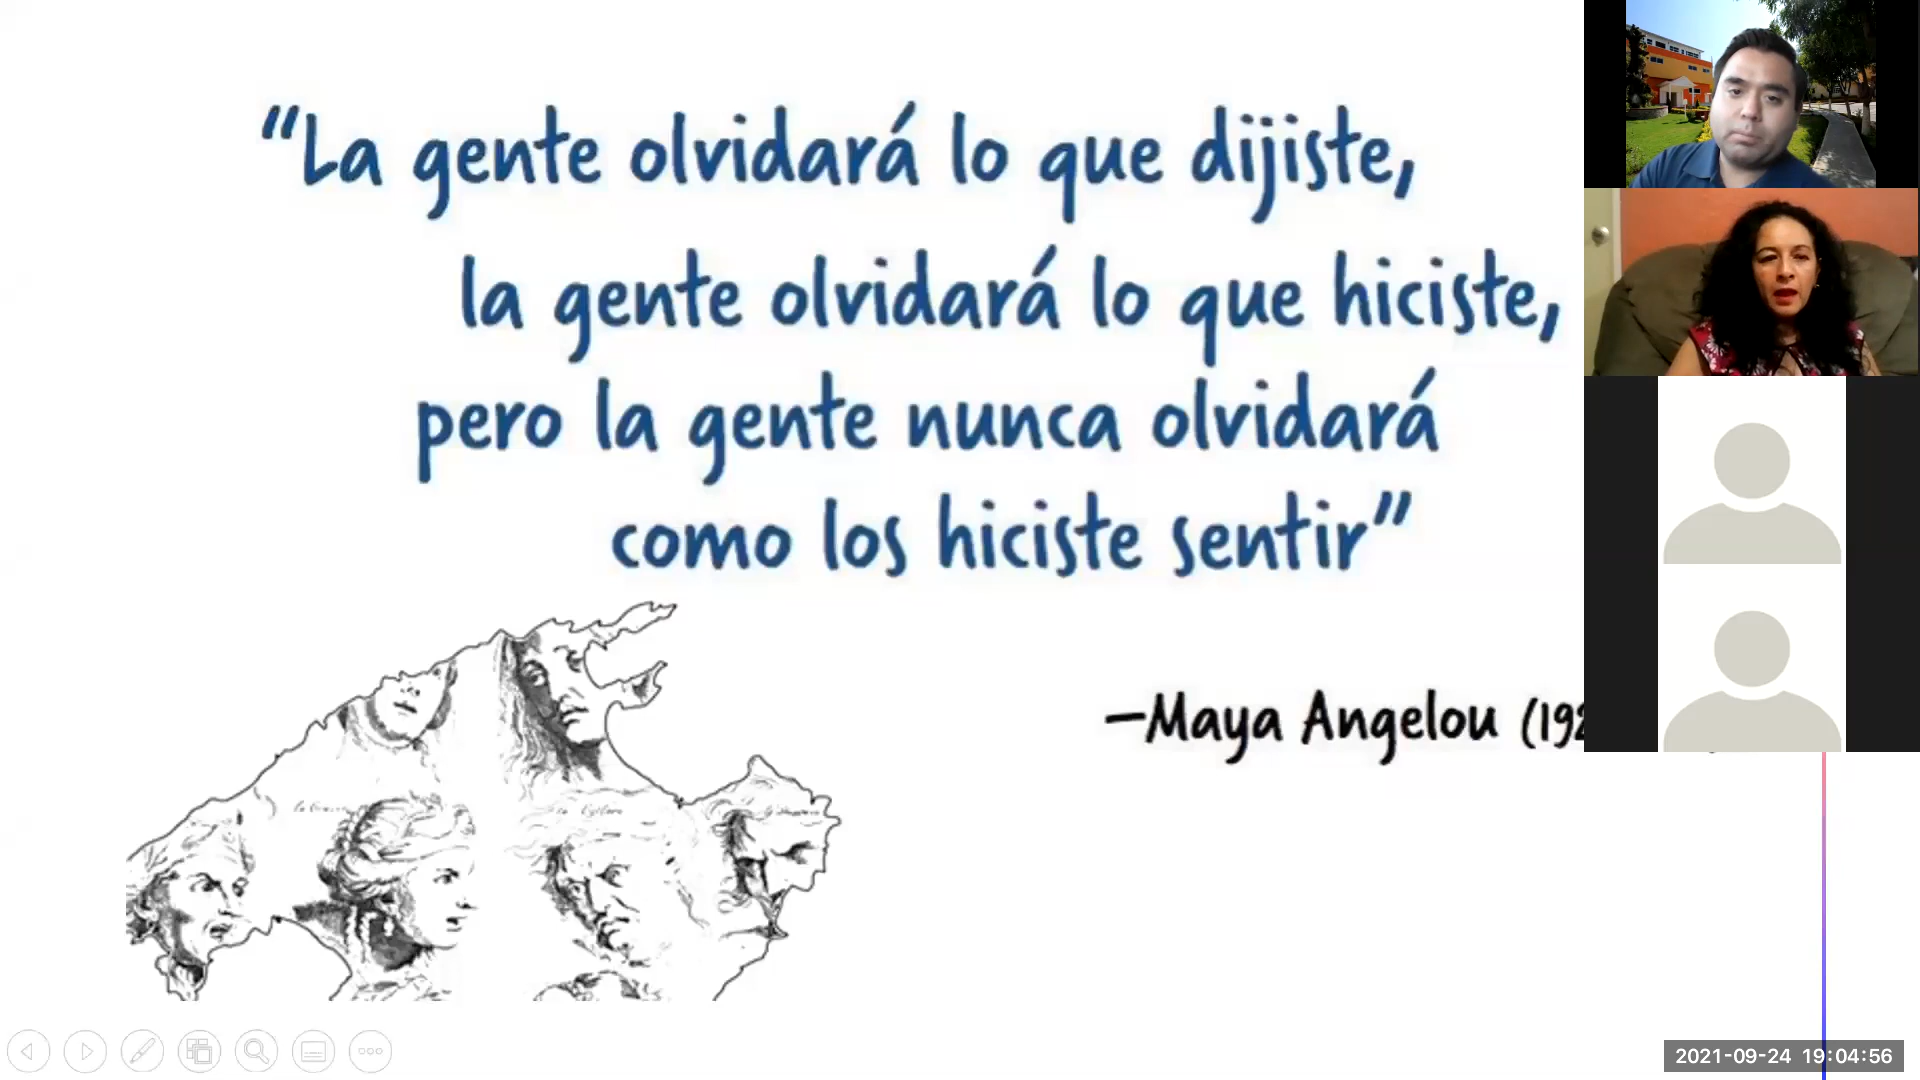 “La gente olvidará lo que dijiste,
la gente olvidará lo que hiciste,
pero la gente nunca olvidará
como los hiciste sentir”
—Maya Angelou
2021-09-24 19:04:56